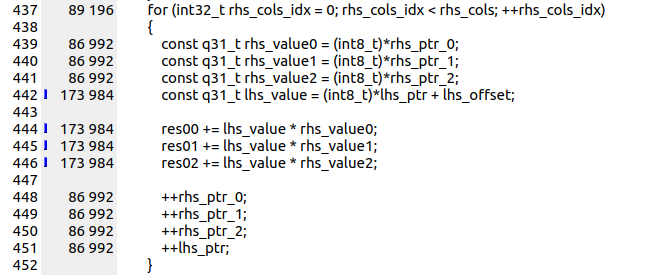 437 89 196 for (int32_t rhs_cols_idx = 0; rhs_cols_idx < rhs_cols; ++rhs_cols_idx)
438 {
439 86 992 const q31_t rhs_value0 = (int8_t)*rhs_ptr_0;
440 86 992 const q31_t rhs_value1 = (int8_t)*rhs_ptr_1;
441 86 992 const q31_t rhs_value2 = (int8_t)*rhs_ptr_2;
442 173 984 const q31_t lhs_value = (int8_t)*lhs_ptr + lhs_offset;
443
444 173 984 res00 += lhs_value * rhs_value0;
445 173 984 res01 += lhs_value * rhs_value1;
446 173 984 res02 += lhs_value * rhs_value2;
447
448 86 992 ++rhs_ptr_0;
449 86 992 ++rhs_ptr_1;
450 86 992 ++rhs_ptr_2;
451 86 992 ++lhs_ptr;
452 }